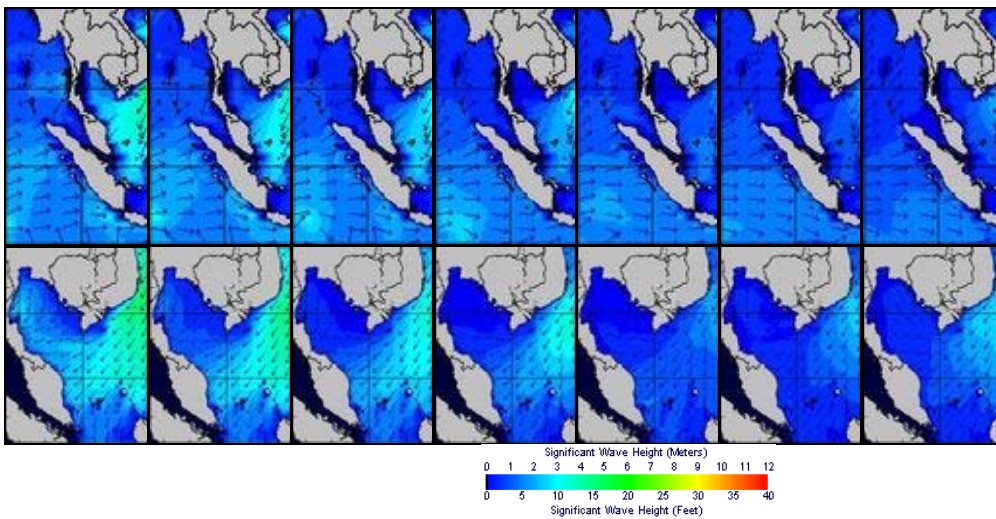 Significant Wave Height (Meters)
0 1 2 3 4 5 6 7 8 9 10 11 12
0 5 10 15 20 25 30 35 40
Significant Wave Height (Feet)